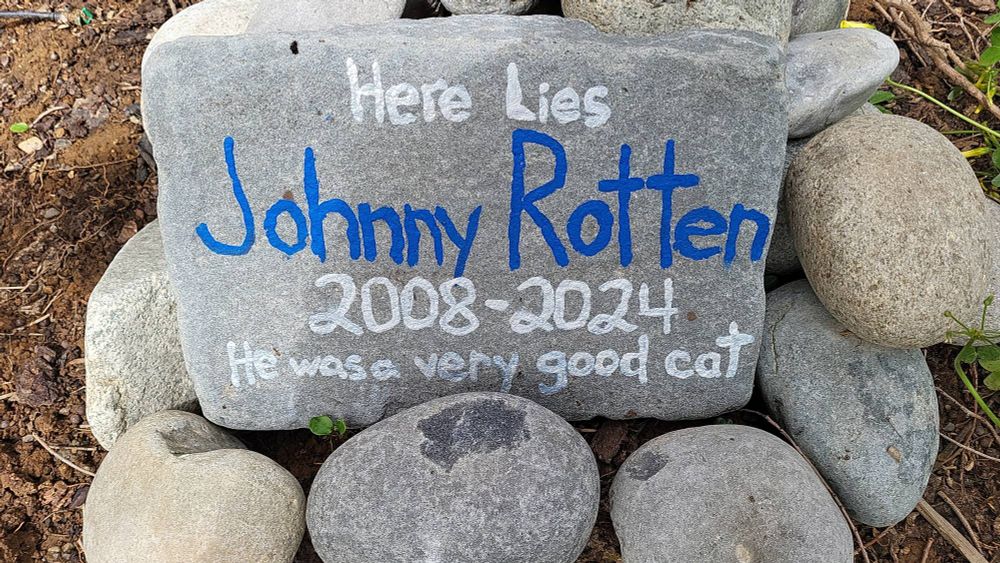 Here Lies
Johnny Rotten
2008-2024
He was a very good cat